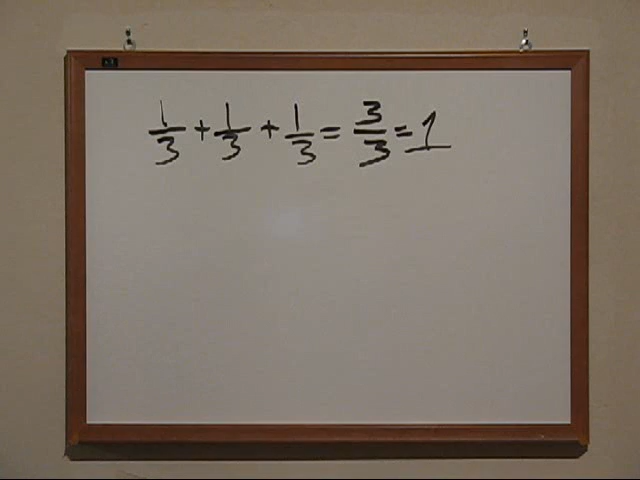 1/3 + 1/3 + 1/3 = 3/3 = 1